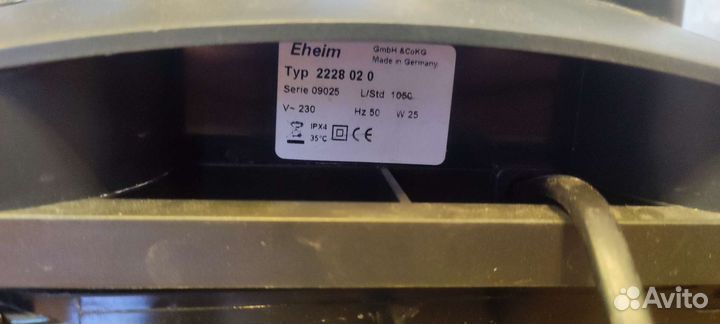 Eheim GmbH &CoKG
Made in Germany.
Typ 2228 02 0
Serie 09025 L/Std 1050
V~ 230 Hz 50 W 25
IPX4
35°C CE
Avito